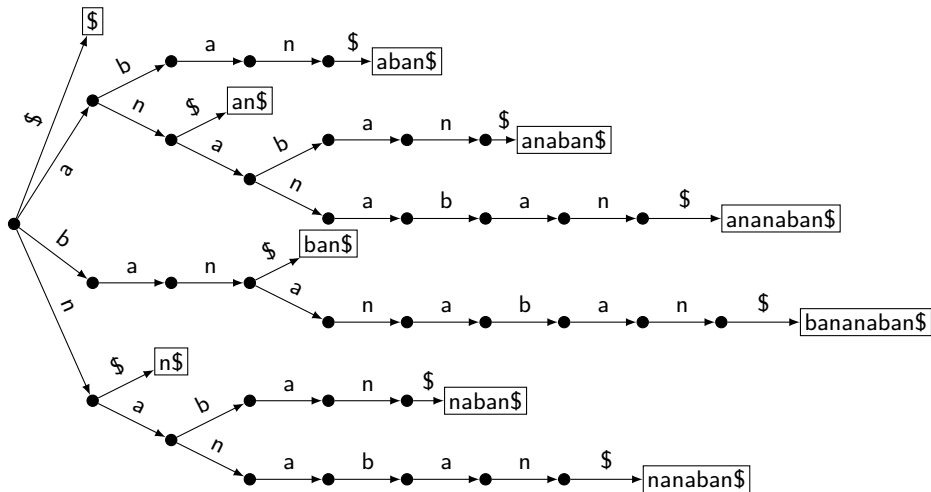 $
a n $ aban$
b
n $ an$
$ a b a n $ anaban$
a n a b a n $ ananaban$
b a n $ ban$
a n a b a n $ bananaban$
n $ n$
a b a n $ naban$
n a b a n $ nanaban$